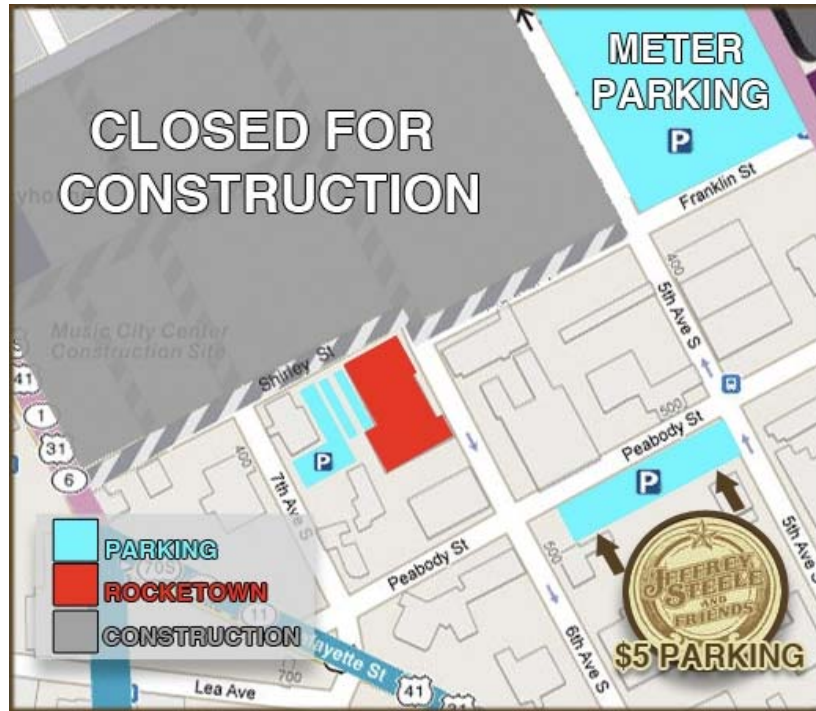 METER
PARKING
P
CLOSED FOR
CONSTRUCTION
Franklin St
400
5th Ave S
Music City Center
Construction Site
Shirley St
41
1
31
6
500
Peabody St
P
400
7th Ave S
P
PARKING
ROCKETOWN
CONSTRUCTION
(70S)
11
Peabody St
500
6th Ave S
5th Ave S
JEFFREY
STEELE
AND
FRIENDS
$5 PARKING
Lafayette St
700
Lea Ave
41
31